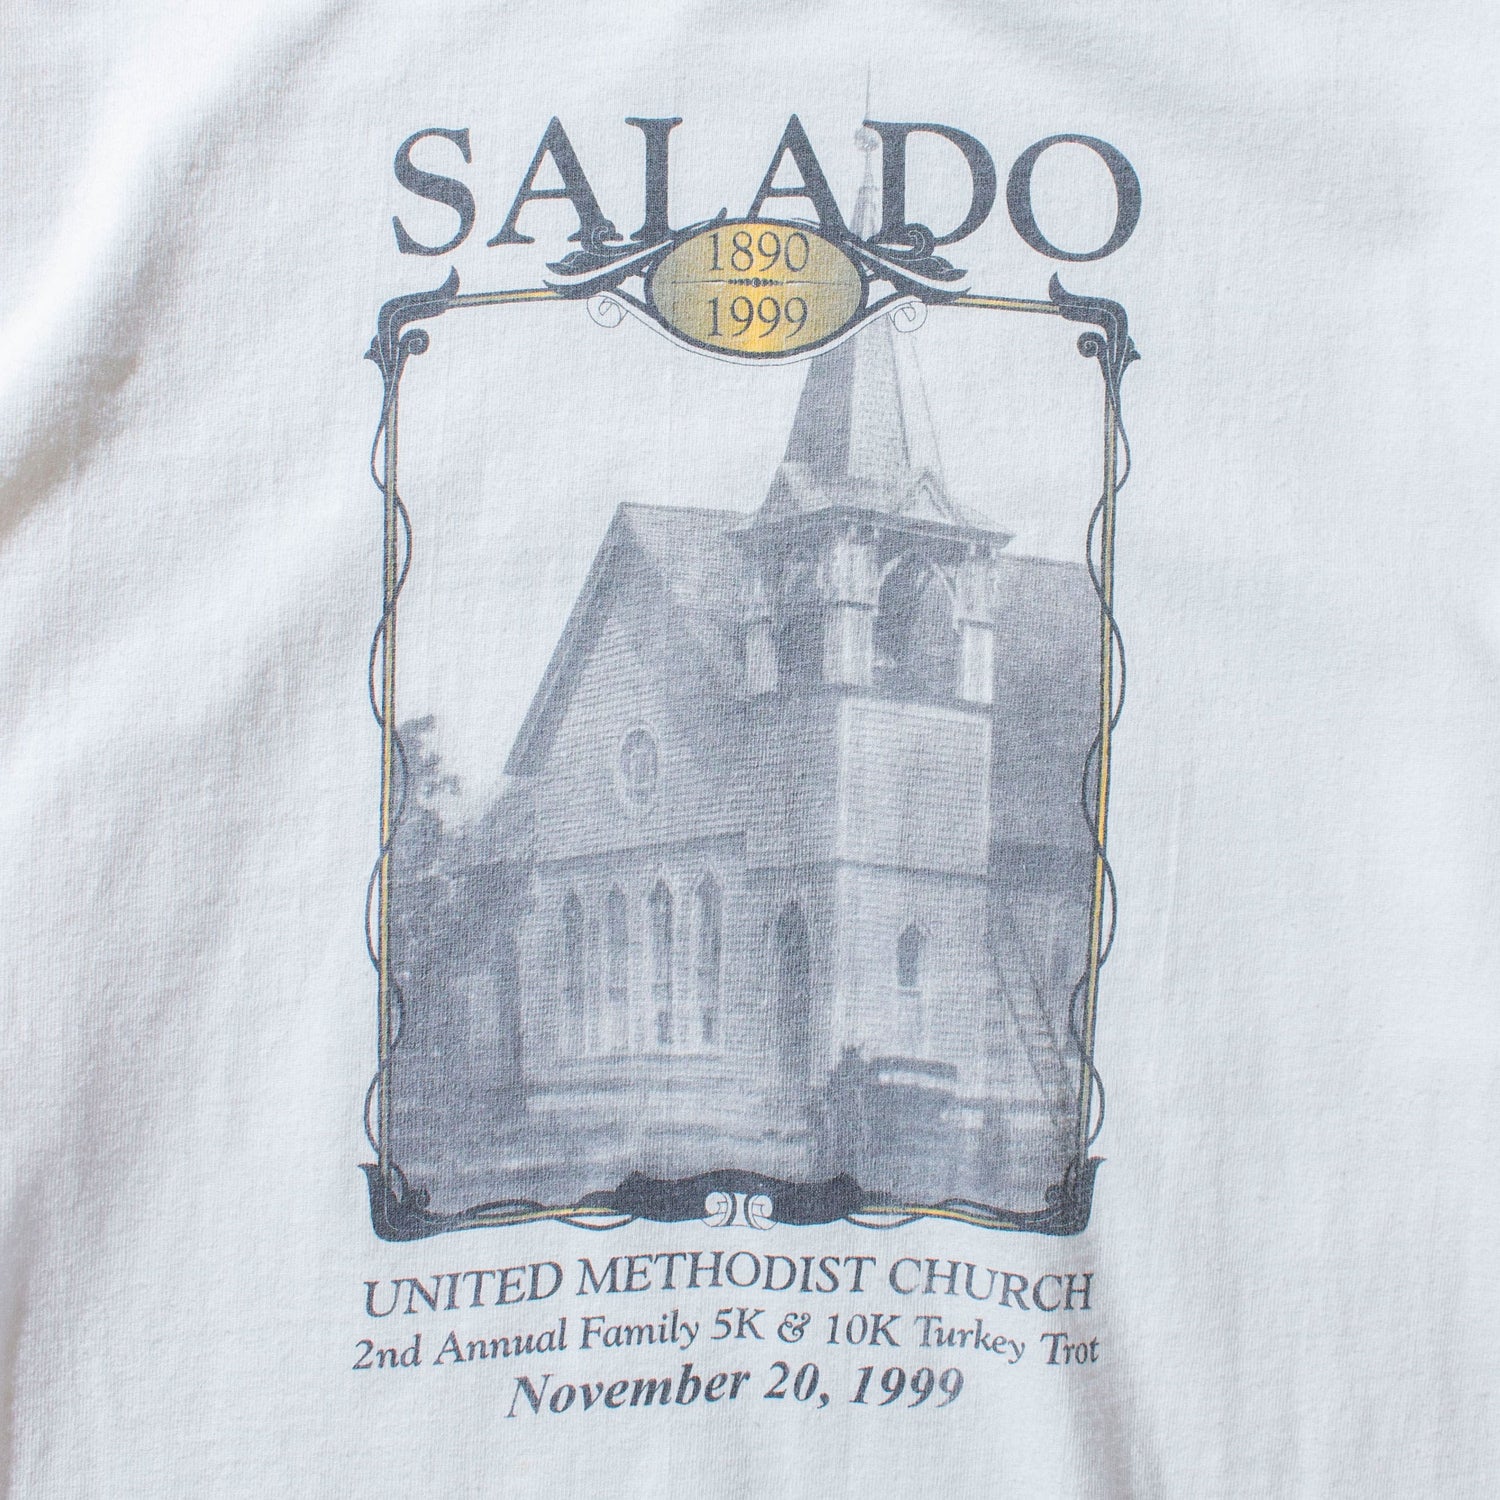 SALADO
1890
1999
UNITED METHODIST CHURCH
2nd Annual Family 5K & 10K Turkey Trot
November 20, 1999